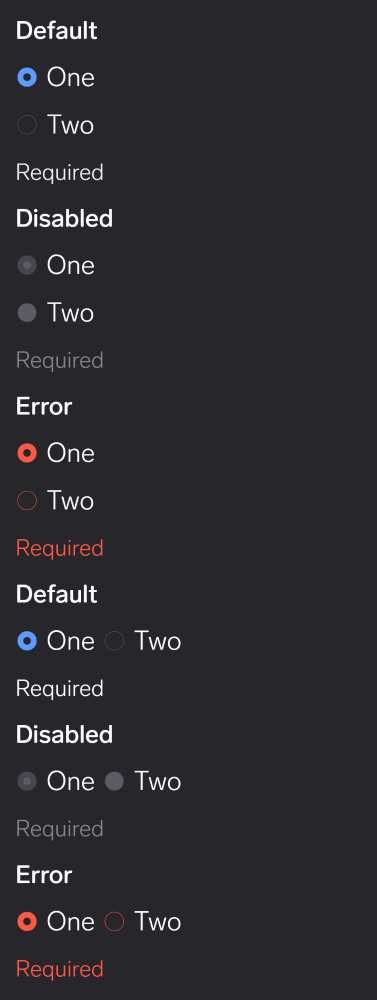 Default
One
Two
Required
Disabled
One
Two
Required
Error
One
Two
Required
Default
One Two
Required
Disabled
One Two
Required
Error
One Two
Required